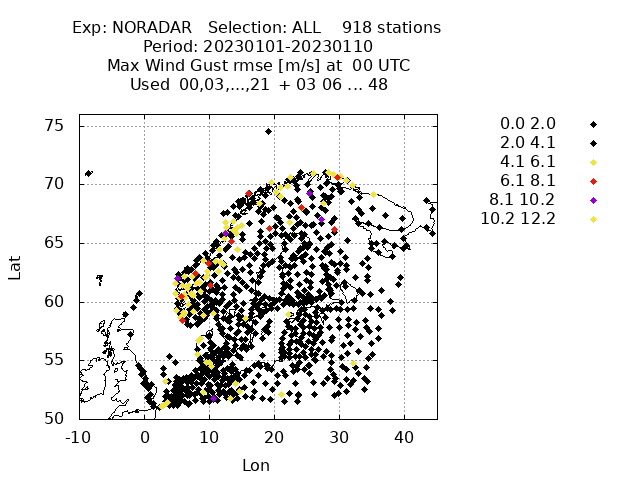 Exp: NORADAR Selection: ALL 918 stations
Period: 20230101-20230110
Max Wind Gust rmse [m/s] at 00 UTC
Used 00,03,...,21 + 03 06 ... 48
0.0 2.0
2.0 4.1
4.1 6.1
6.1 8.1
8.1 10.2
10.2 12.2
75
70
65
60
55
50
Lat
-10 0 10 20 30 40
Lon